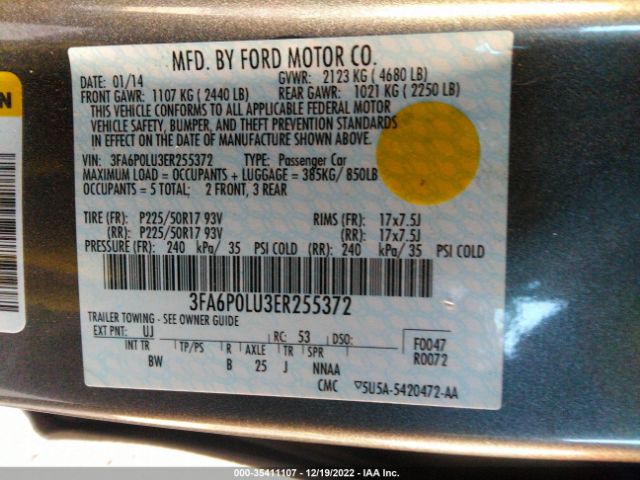 MFD. BY FORD MOTOR CO.
DATE: 01/14 GVWR: 2123 KG ( 4680 LB)
FRONT GAWR: 1107 KG ( 2440 LB) REAR GAWR: 1021 KG ( 2250 LB)
THIS VEHICLE CONFORMS TO ALL APPLICABLE FEDERAL MOTOR
VEHICLE SAFETY, BUMPER, AND THEFT PREVENTION STANDARDS
IN EFFECT ON THE DATE OF MANUFACTURE SHOWN ABOVE.
VIN: 3FA6P0LU3ER255372 TYPE: Passenger Car
MAXIMUM LOAD = OCCUPANTS + LUGGAGE = 385KG/ 850LB
OCCUPANTS: 5 TOTAL: 2 FRONT, 3 REAR
TIRE (FR): P225/50R17 93V RIMS (FR): 17x7.5J
(RR): P225/50R17 93V (RR): 17x7.5J
PRESSURE (FR): 240 kPa/ 35 PSI COLD (RR): 240 kPa/ 35 PSI COLD
3FA6P0LU3ER255372
TRAILER TOWING - SEE OWNER GUIDE
EXT PNT: UJ RC: 53 DSO: F0047
INT TR TP/PS R AXLE TR SPR R0072
BW B 25 J NNAA
CMC 5U5A-5420472-AA
000-35411107 - 12/19/2022 - IAA Inc.